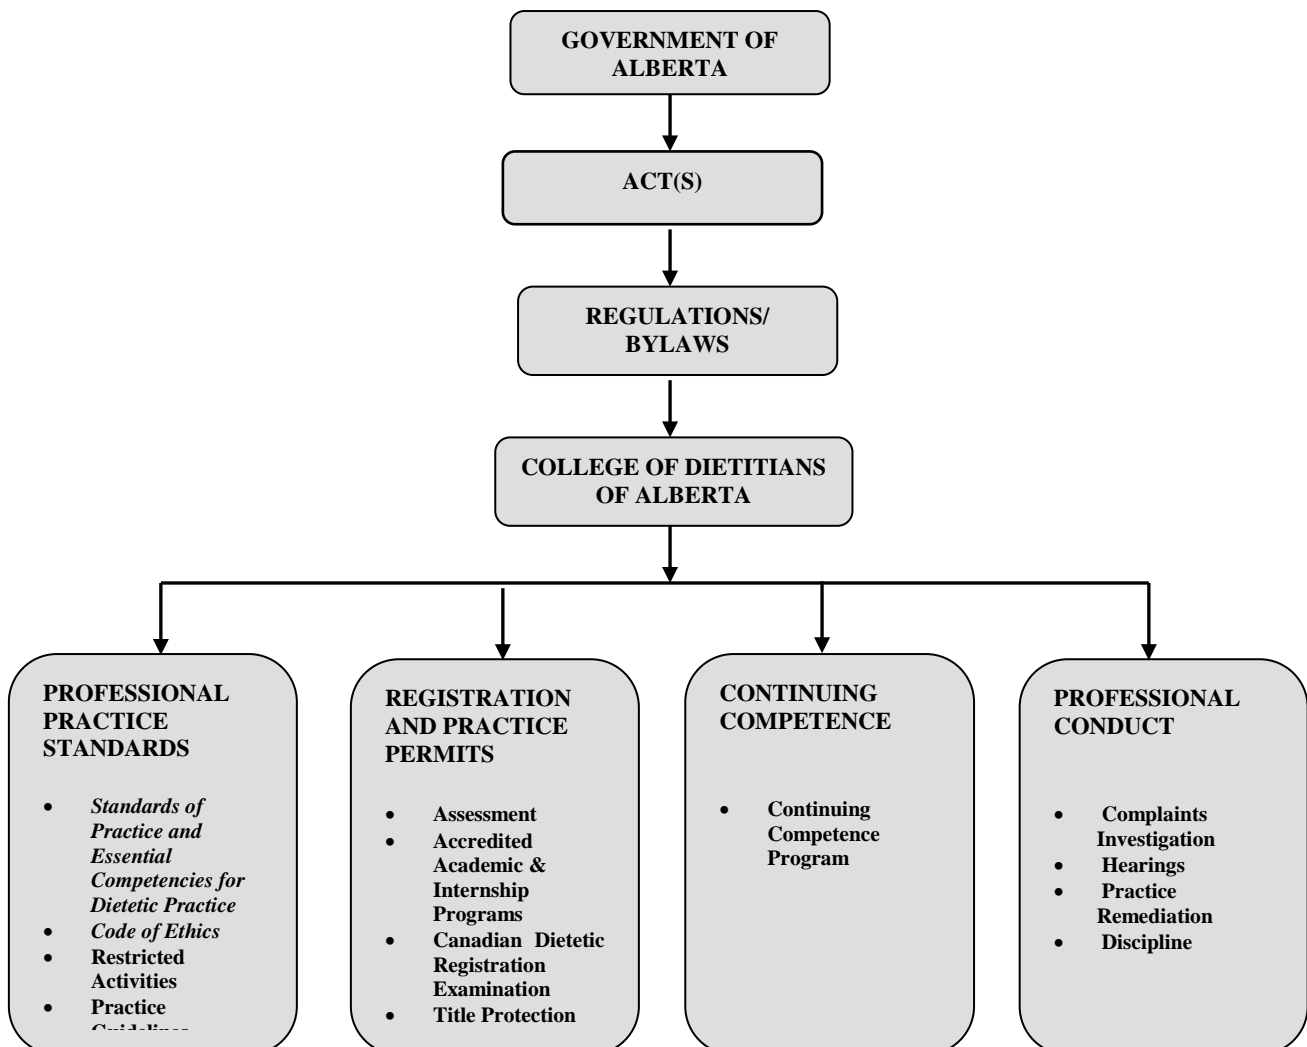 GOVERNMENT OF
ALBERTA
ACT(S)
REGULATIONS/
BYLAWS
COLLEGE OF DIETITIANS
OF ALBERTA
PROFESSIONAL
PRACTICE
STANDARDS
• Standards of
Practice and
Essential
Competencies for
Dietetic Practice
• Code of Ethics
• Restricted
Activities
• Practice
REGISTRATION
AND PRACTICE
PERMITS
• Assessment
• Accredited
Academic &
Internship
Programs
• Canadian Dietetic
Registration
Examination
• Title Protection
CONTINUING
COMPETENCE
• Continuing
Competence
Program
PROFESSIONAL
CONDUCT
• Complaints
Investigation
• Hearings
• Practice
Remediation
• Discipline